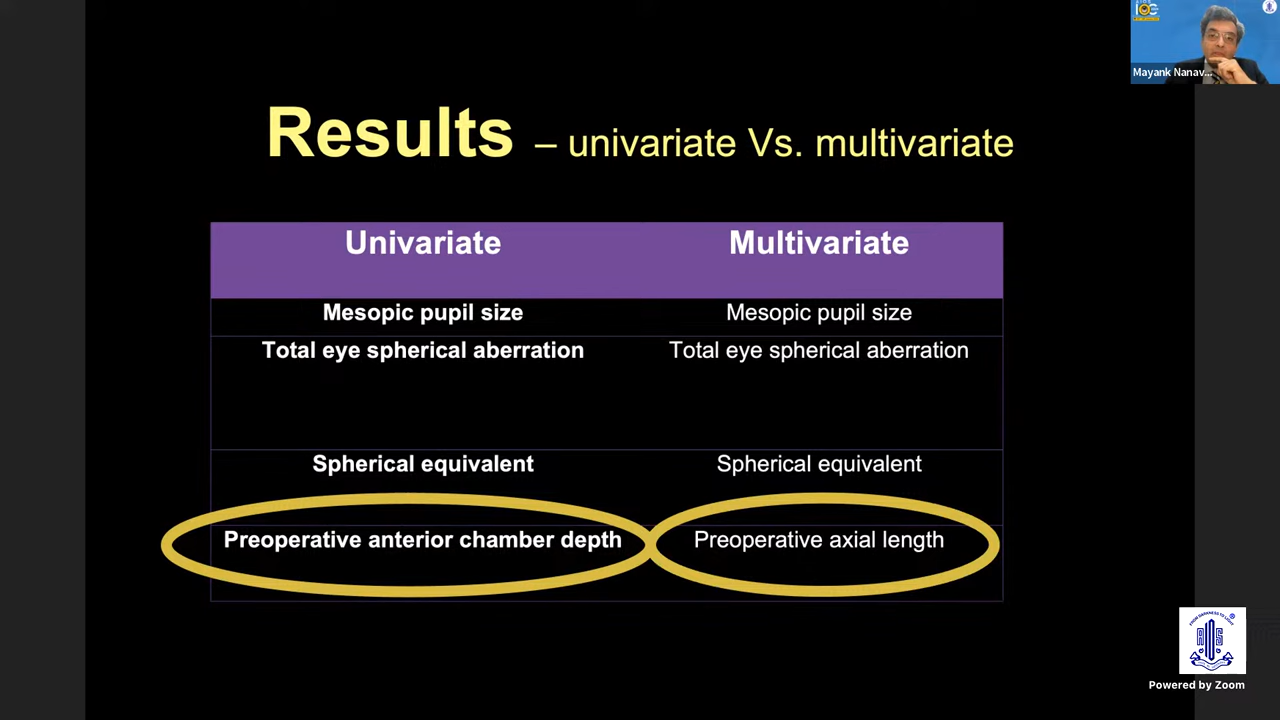 Results – univariate Vs. multivariate
Univariate Multivariate
Mesopic pupil size Mesopic pupil size
Total eye spherical aberration Total eye spherical aberration
Spherical equivalent Spherical equivalent
Preoperative anterior chamber depth Preoperative axial length
Mayank Nanav...
Powered by Zoom